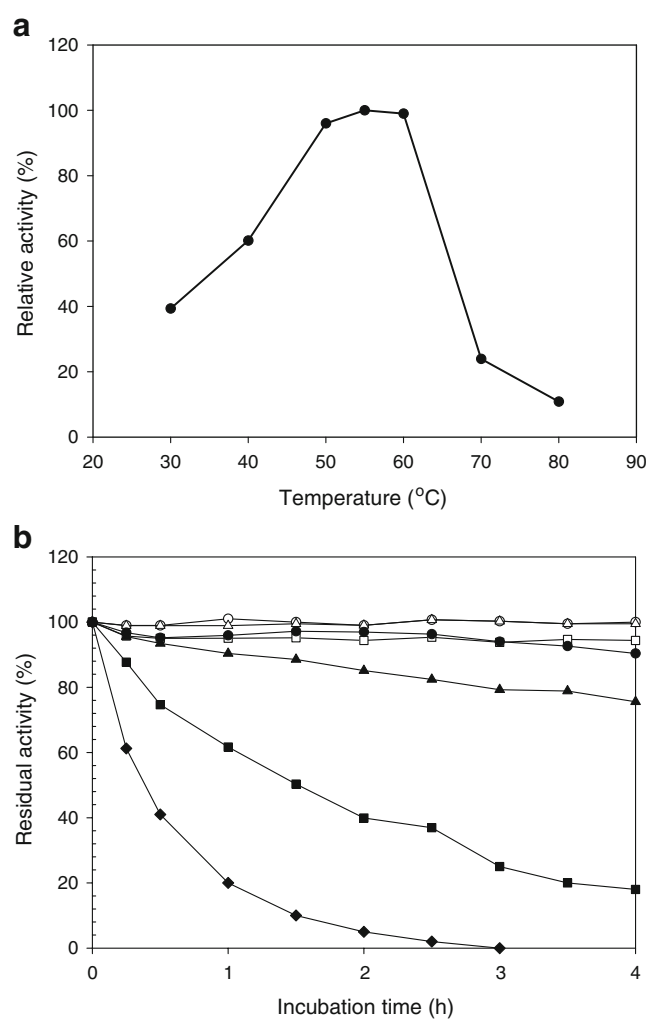 a
120
100
80
60
40
20
0
20 30 40 50 60 70 80 90
Relative activity (%)
Temperature (°C)
b
120
100
80
60
40
20
0
0 1 2 3 4
Residual activity (%)
Incubation time (h)